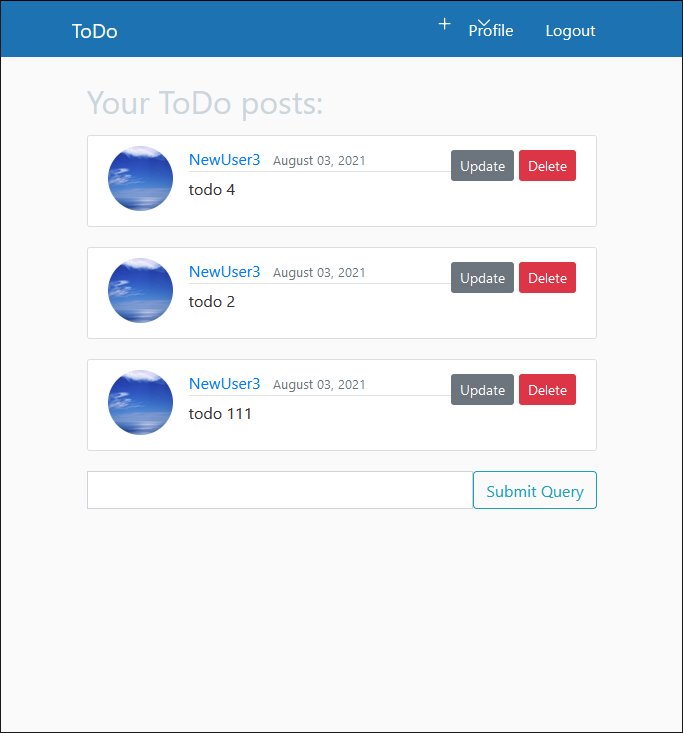 ToDo Profile Logout
Your ToDo posts:
NewUser3 August 03, 2021 Update Delete
todo 4
NewUser3 August 03, 2021 Update Delete
todo 2
NewUser3 August 03, 2021 Update Delete
todo 111
Submit Query